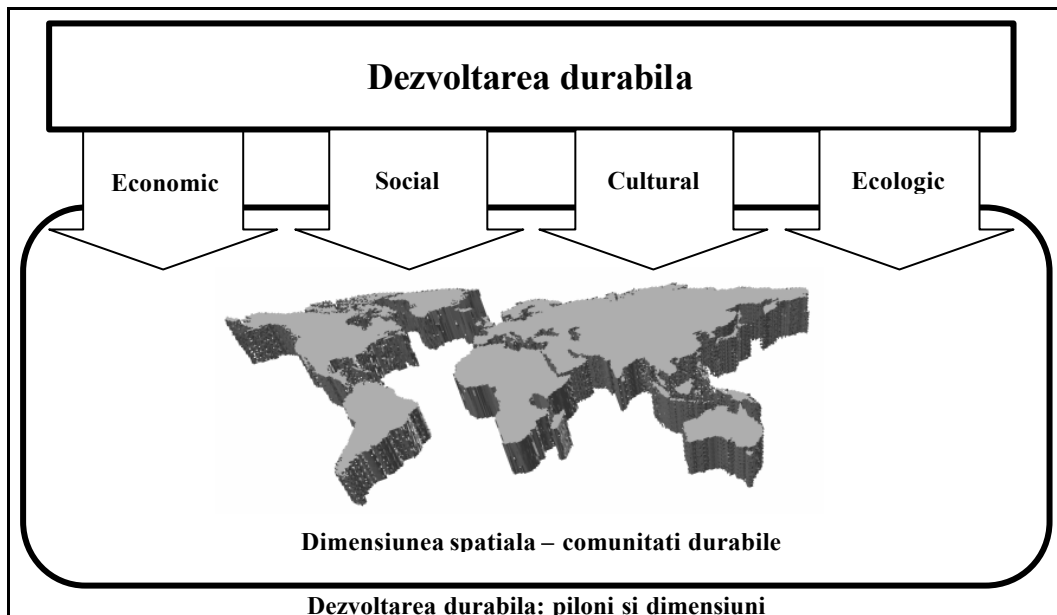 Dezvoltarea durabila
Economic Social Cultural Ecologic
Dimensiunea spatiala – comunitati durabile
Dezvoltarea durabila: piloni si dimensiuni